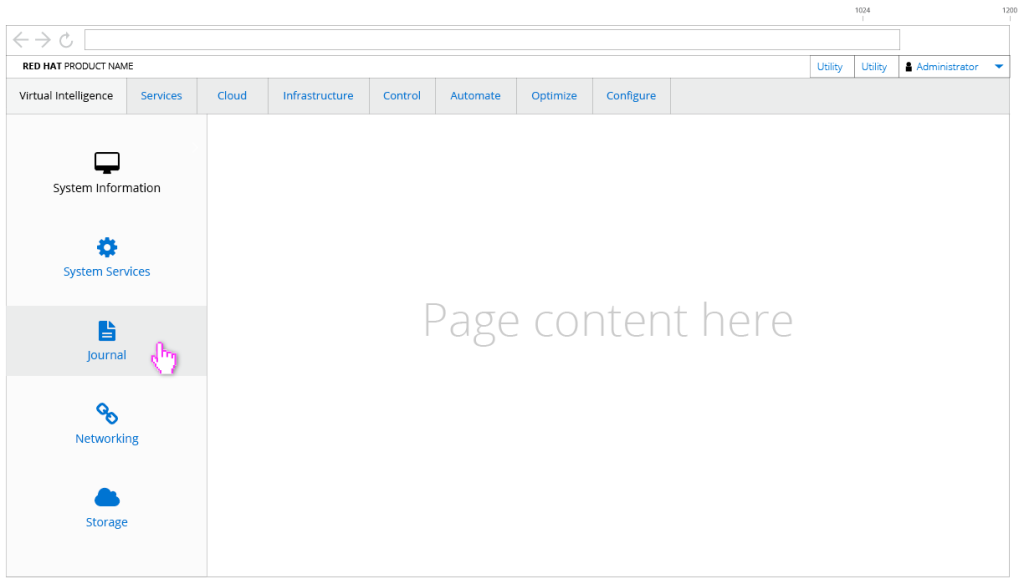 1024 1200
RED HAT PRODUCT NAME Utility Utility Administrator
Virtual Intelligence Services Cloud Infrastructure Control Automate Optimize Configure
System Information
System Services
Journal
Networking
Storage
Page content here